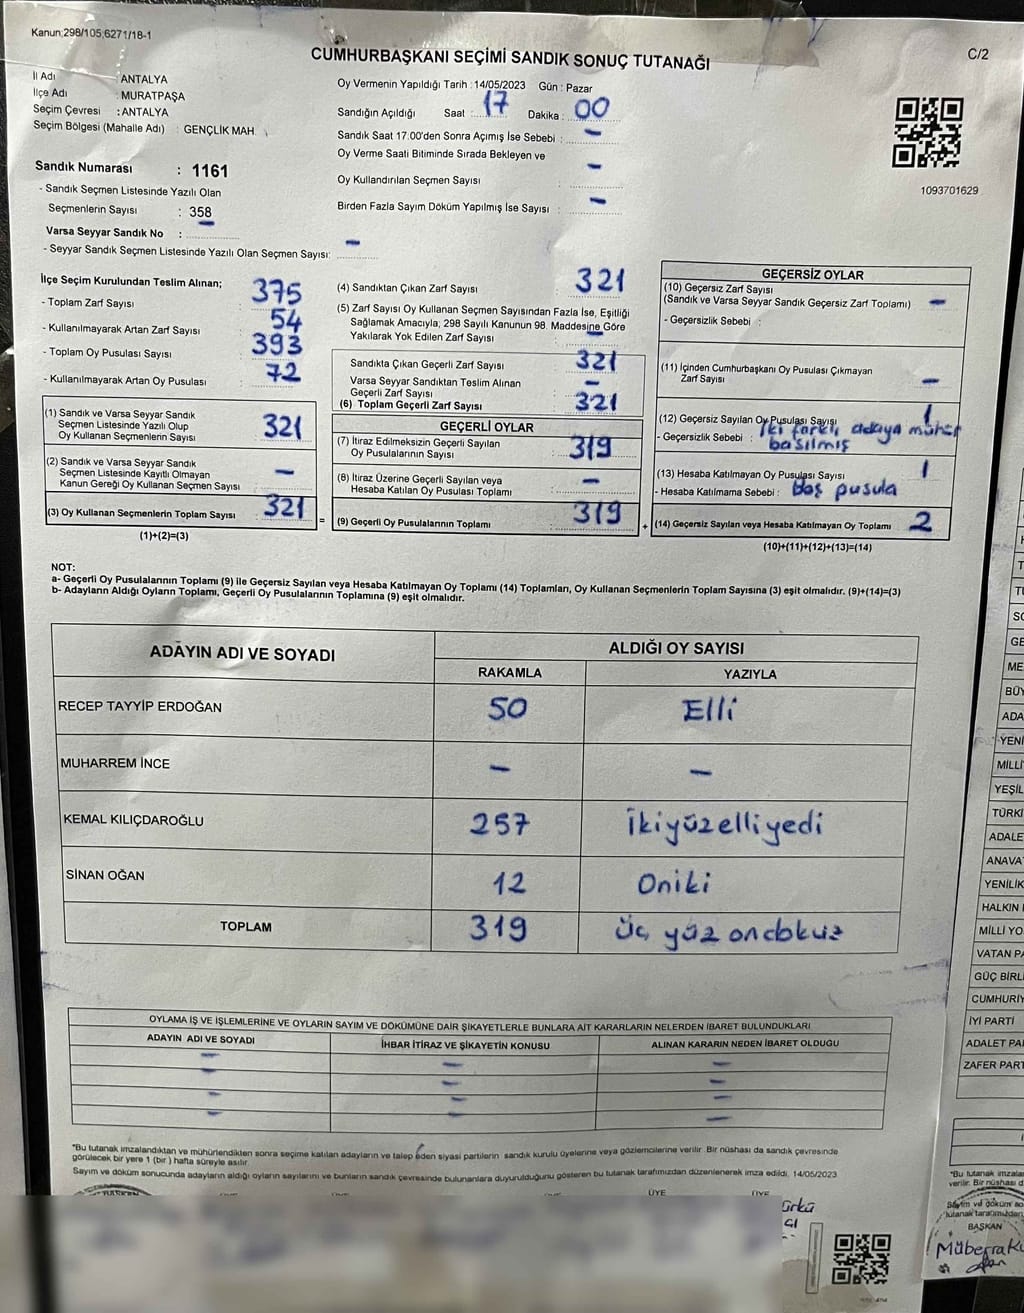 Kanun;298/105,6271/18-1
CUMHURBAŞKANI SEÇİMİ SANDIK SONUÇ TUTANAĞI
C/2
İl Adı : ANTALYA
İlçe Adı : MURATPAŞA
Seçim Çevresi : ANTALYA
Seçim Bölgesi (Mahalle Adı) : GENÇLİK MAH.
Oy Vermenin Yapıldığı Tarih : 14/05/2023 Gün : Pazar
Sandığın Açıldığı Saat : 17 Dakika : 00
Sandık Saat 17.00'den Sonra Açımış İse Sebebi : -
Oy Verme Saati Bitiminde Sırada Bekleyen ve
Oy Kullandırılan Seçmen Sayısı -
Birden Fazla Sayım Döküm Yapılmış İse Sayısı : -
1093701629
Sandık Numarası : 1161
- Sandık Seçmen Listesinde Yazılı Olan
Seçmenlerin Sayısı : 358
Varsa Seyyar Sandık No : -
- Seyyar Sandık Seçmen Listesinde Yazılı Olan Seçmen Sayısı: -
İlçe Seçim Kurulundan Teslim Alınan;
- Toplam Zarf Sayısı 375
- Kullanılmayarak Artan Zarf Sayısı 54
- Toplam Oy Pusulası Sayısı 393
- Kullanılmayarak Artan Oy Pusulası 72
(1) Sandık ve Varsa Seyyar Sandık
Seçmen Listesinde Yazılı Olup
Oy Kullanan Seçmenlerin Sayısı 321
(2) Sandık ve Varsa Seyyar Sandık
Seçmen Listesinde Kayıtlı Olmayan
Kanun Gereği Oy Kullanan Seçmen Sayısı -
(3) Oy Kullanan Seçmenlerin Toplam Sayısı 321 =
(1)+(2)=(3)
(4) Sandıktan Çıkan Zarf Sayısı 321
(5) Zarf Sayısı Oy Kullanan Seçmen Sayısından Fazla İse, Eşitliği
Sağlamak Amacıyla, 298 Sayılı Kanunun 98. Maddesine Göre
Yakılarak Yok Edilen Zarf Sayısı -
Sandıkta Çıkan Geçerli Zarf Sayısı 321
Varsa Seyyar Sandıktan Teslim Alınan
Geçerli Zarf Sayısı -
(6) Toplam Geçerli Zarf Sayısı 321
GEÇERLİ OYLAR
(7) İtiraz Edilmeksizin Geçerli Sayılan
Oy Pusulalarının Sayısı 319
(8) İtiraz Üzerine Geçerli Sayılan veya
Hesaba Katılan Oy Pusulası Toplamı -
(9) Geçerli Oy Pusulalarının Toplamı 319 +
GEÇERSİZ OYLAR
(10) Geçersiz Zarf Sayısı
(Sandık ve Varsa Seyyar Sandık Geçersiz Zarf Toplamı) -
- Geçersizlik Sebebi :
(11) İçinden Cumhurbaşkanı Oy Pusulası Çıkmayan
Zarf Sayısı -
(12) Geçersiz Sayılan Oy Pusulası Sayısı 1
- Geçersizlik Sebebi : İki farklı adaya mühür
basılmış
(13) Hesaba Katılmayan Oy Pusulası Sayısı 1
- Hesaba Katılmama Sebebi : Boş pusula
(14) Geçersiz Sayılan veya Hesaba Katılmayan Oy Toplamı 2
(10)+(11)+(12)+(13)=(14)
NOT:
a- Geçerli Oy Pusulalarının Toplamı (9) ile Geçersiz Sayılan veya Hesaba Katılmayan Oy Toplamı (14) Toplamları, Oy Kullanan Seçmenlerin Toplam Sayısına (3) eşit olmalıdır. (9)+(14)=(3)
b- Adayların Aldığı Oyların Toplamı, Geçerli Oy Pusulalarının Toplamına (9) eşit olmalıdır.
ADAYIN ADI VE SOYADI
ALDIĞI OY SAYISI
RAKAMLA YAZIYLA
RECEP TAYYİP ERDOĞAN 50 Elli
MUHARREM İNCE - -
KEMAL KILIÇDAROĞLU 257 İkiyüzelliyedi
SİNAN OĞAN 12 Oniki
TOPLAM 319 Üç yüz ondokuz
OYLAMA İŞ VE İŞLEMLERİNE VE OYLARIN SAYIM VE DÖKÜMÜNE DAİR ŞİKAYETLERLE BUNLARA AİT KARARLARIN NELERDEN İBARET BULUNDUKLARI
ADAYIN ADI VE SOYADI İHBAR İTİRAZ VE ŞİKAYETİN KONUSU ALINAN KARARIN NEDEN İBARET OLDUĞU
- - -
- - -
- - -
- - -
*Bu tutanak imzalandıktan ve mühürlendikten sonra seçime katılan adayların ve talep eden siyasi partilerin sandık kurulu üyelerine veya gözlemcilerine verilir. Bir nüshası da sandık çevresinde
görülecek bir yere 1 (bir) hafta süreyle asılır.
Sayım ve döküm sonucunda adayların aldığı oyların sayılarını ve bunların sandık çevresinde bulunanlara duyurulduğunu gösteren bu tutanak tarafımızdan düzenlenerek imza edildi. 14/05/2023
BAŞKAN ÜYE ÜYE
YENİ
MİLLİ
YEŞİL
TÜRKİ
ADALE
ANAVA
YENİLİK
HALKIN
MİLLİ YO
VATAN PA
GÜÇ BİRL
CUMHURİY
İYİ PARTİ
ADALET PA
ZAFER PART
*Bu tutanak imzala
verilir. Bir nüshası d
Sayım ve döküm so
tutanak tarafımızdan
BAŞKAN
Müberra